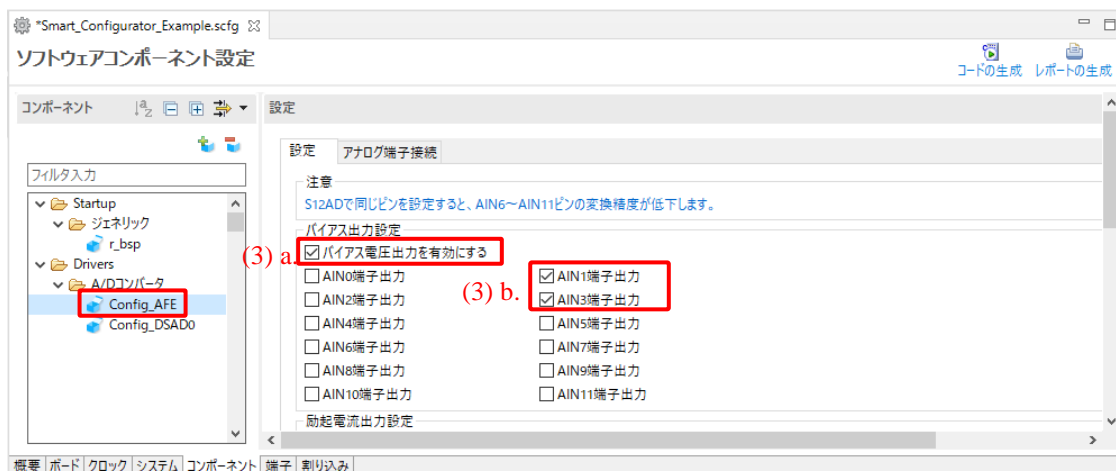 *Smart_Configurator_Example.scfg
ソフトウェアコンポーネント設定
コードの生成 レポートの生成
コンポーネント
設定
設定 アナログ端子接続
フィルタ入力
注意
S12ADで同じピンを設定すると、AIN6～AIN11ピンの変換精度が低下します。
Startup
ジェネリック
r_bsp
Drivers
A/Dコンバータ
Config_AFE
Config_DSAD0
バイアス出力設定
(3) a.
バイアス電圧出力を有効にする
AIN0端子出力
(3) b.
AIN1端子出力
AIN2端子出力
AIN3端子出力
AIN4端子出力
AIN5端子出力
AIN6端子出力
AIN7端子出力
AIN8端子出力
AIN9端子出力
AIN10端子出力
AIN11端子出力
励起電流出力設定
概要 ボード クロック システム コンポーネント 端子 割り込み